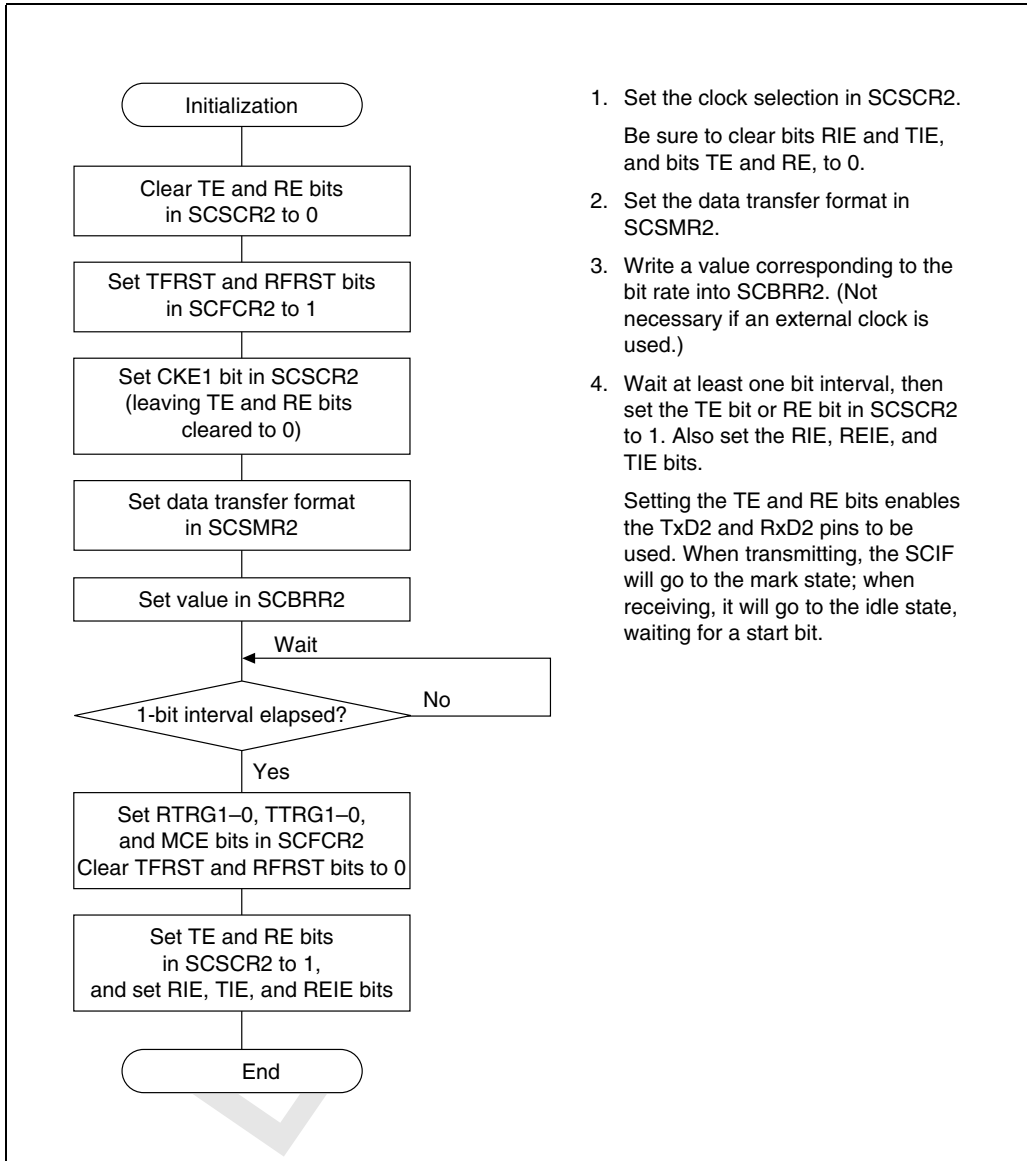 Initialization
Clear TE and RE bits
in SCSCR2 to 0
Set TFRST and RFRST bits
in SCFCR2 to 1
Set CKE1 bit in SCSCR2
(leaving TE and RE bits
cleared to 0)
Set data transfer format
in SCSMR2
Set value in SCBRR2
Wait
1-bit interval elapsed?
No
Yes
Set RTRG1–0, TTRG1–0,
and MCE bits in SCFCR2
Clear TFRST and RFRST bits to 0
Set TE and RE bits
in SCSCR2 to 1,
and set RIE, TIE, and REIE bits
End
1. Set the clock selection in SCSCR2.
Be sure to clear bits RIE and TIE,
and bits TE and RE, to 0.
2. Set the data transfer format in
SCSMR2.
3. Write a value corresponding to the
bit rate into SCBRR2. (Not
necessary if an external clock is
used.)
4. Wait at least one bit interval, then
set the TE bit or RE bit in SCSCR2
to 1. Also set the RIE, REIE, and
TIE bits.
Setting the TE and RE bits enables
the TxD2 and RxD2 pins to be
used. When transmitting, the SCIF
will go to the mark state; when
receiving, it will go to the idle state,
waiting for a start bit.